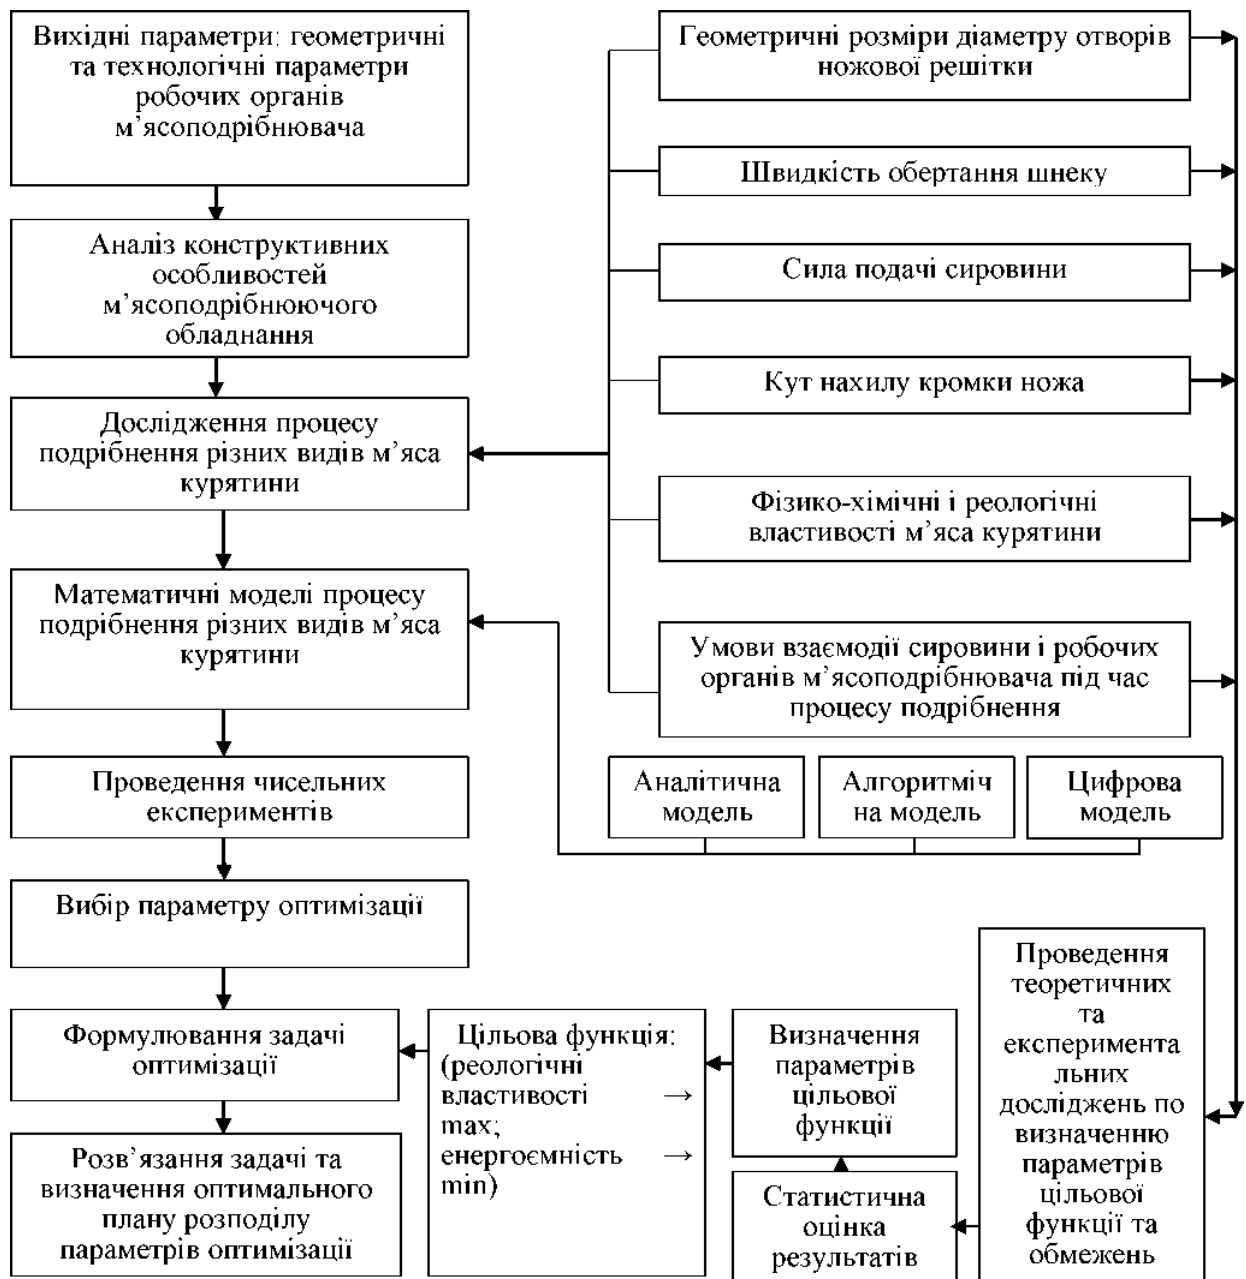 Вихідні параметри: геометричні
та технологічні параметри
робочих органів
м’ясоподрібнювача
Аналіз конструктивних
особливостей
м’ясоподрібнюючого
обладнання
Дослідження процесу
подрібнення різних видів м’яса
курятини
Математичні моделі процесу
подрібнення різних видів м’яса
курятини
Проведення чисельних
експериментів
Вибір параметру оптимізації
Формулювання задачі
оптимізації
Розв’язання задачі та
визначення оптимального
плану розподілу
параметрів оптимізації
Геометричні розміри діаметру отворів
ножової решітки
Швидкість обертання шнеку
Сила подачі сировини
Кут нахилу кромки ножа
Фізико-хімічні і реологічні
властивості м’яса курятини
Умови взаємодії сировини і робочих
органів м’ясоподрібнювача під час
процесу подрібнення
Аналітична
модель
Алгоритміч
на модель
Цифрова
модель
Цільова функція:
(реологічні
властивості →
max;
енергоємність →
min)
Визначення
параметрів
цільової
функції
Статистична
оцінка
результатів
Проведення
теоретичних
та
експеримента
льних
досліджень по
визначенню
параметрів
цільової
функції та
обмежень